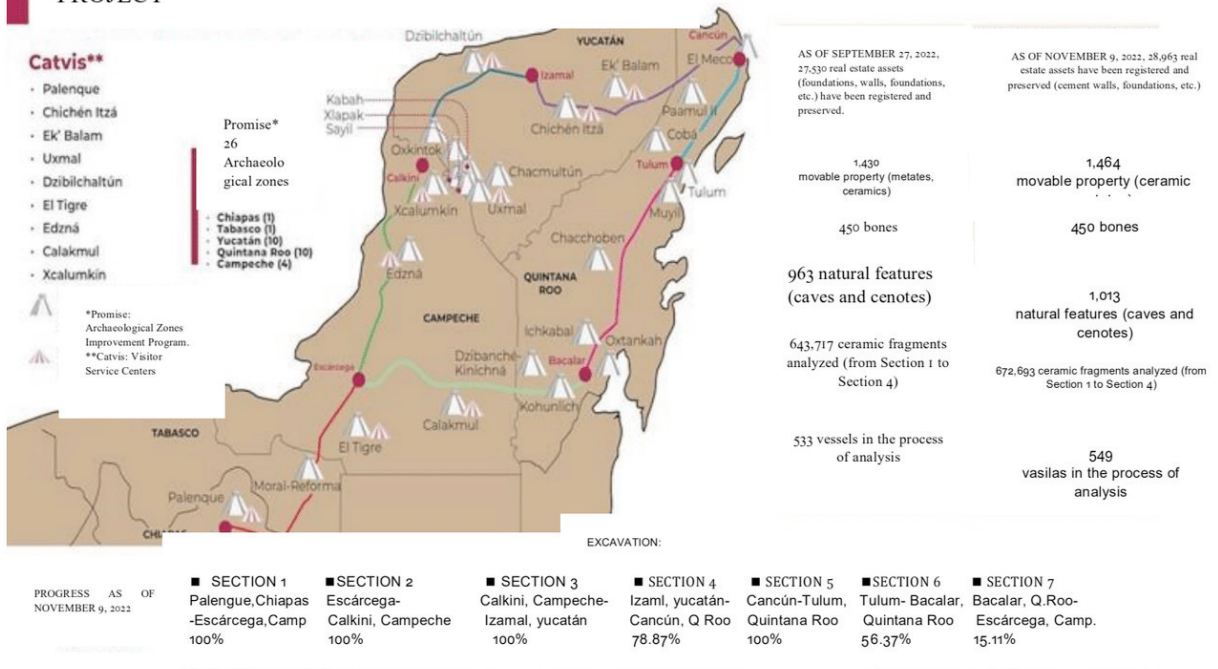 PROJECT
Catvis**
· Palenque
· Chichén Itzá
· Ek' Balam
· Uxmal
· Dzibilchaltún
· El Tigre
· Edzná
· Calakmul
· Xcalumkin
Promise*
26
Archaeolo
gical zones
· Chiapas (1)
· Tabasco (1)
· Yucatán (10)
· Quintana Roo (10)
· Campeche (4)
*Promise:
Archaeological Zones
Improvement Program.
**Catvis: Visitor
Service Centers
Dzibilchaltún
YUCATÁN
Cancún
El Meco
Izamal
Ek' Balam
Kabah
Xlapak
Sayil
Chichén Itzá
Paamul II
Cobá
Oxkintok
Calkini
Chacmultún
Tulum
Tulum
Xcalumkin
Uxmal
Muyil
Chacchoben
Edzná
QUINTANA
ROO
CAMPECHE
Ichkabal
Oxtankah
Escárcega
Dzibanché-
Kinichná
Bacalar
Kohunlich
Calakmul
El Tigre
TABASCO
Moral-Reforma
Palenque
AS OF SEPTEMBER 27, 2022,
27,530 real estate assets
(foundations, walls, foundations,
etc.) have been registered and
preserved.
1,430
movable property (metates,
ceramics)
450 bones
963 natural features
(caves and cenotes)
643,717 ceramic fragments
analyzed (from Section 1 to
Section 4)
533 vessels in the process
of analysis
AS OF NOVEMBER 9, 2022, 28,963 real
estate assets have been registered and
preserved (cement walls, foundations, etc.)
1,464
movable property (ceramic
450 bones
1,013
natural features (caves and
cenotes)
672,693 ceramic fragments analyzed (from
Section 1 to Section 4)
549
vasilas in the process of
analysis
EXCAVATION:
PROGRESS AS OF
NOVEMBER 9, 2022
■ SECTION 1
Palengue,Chiapas
-Escárcega,Camp
100%
■ SECTION 2
Escárcega-
Calkini, Campeche
100%
■ SECTION 3
Calkini, Campeche-
Izamal, yucatán
100%
■ SECTION 4
Izaml, yucatán-
Cancún, Q Roo
78.87%
■ SECTION 5
Cancún-Tulum,
Quintana Roo
100%
■ SECTION 6
Tulum- Bacalar,
Quintana Roo
56.37%
■ SECTION 7
Bacalar, Q.Roo-
Escárcega, Camp.
15.11%